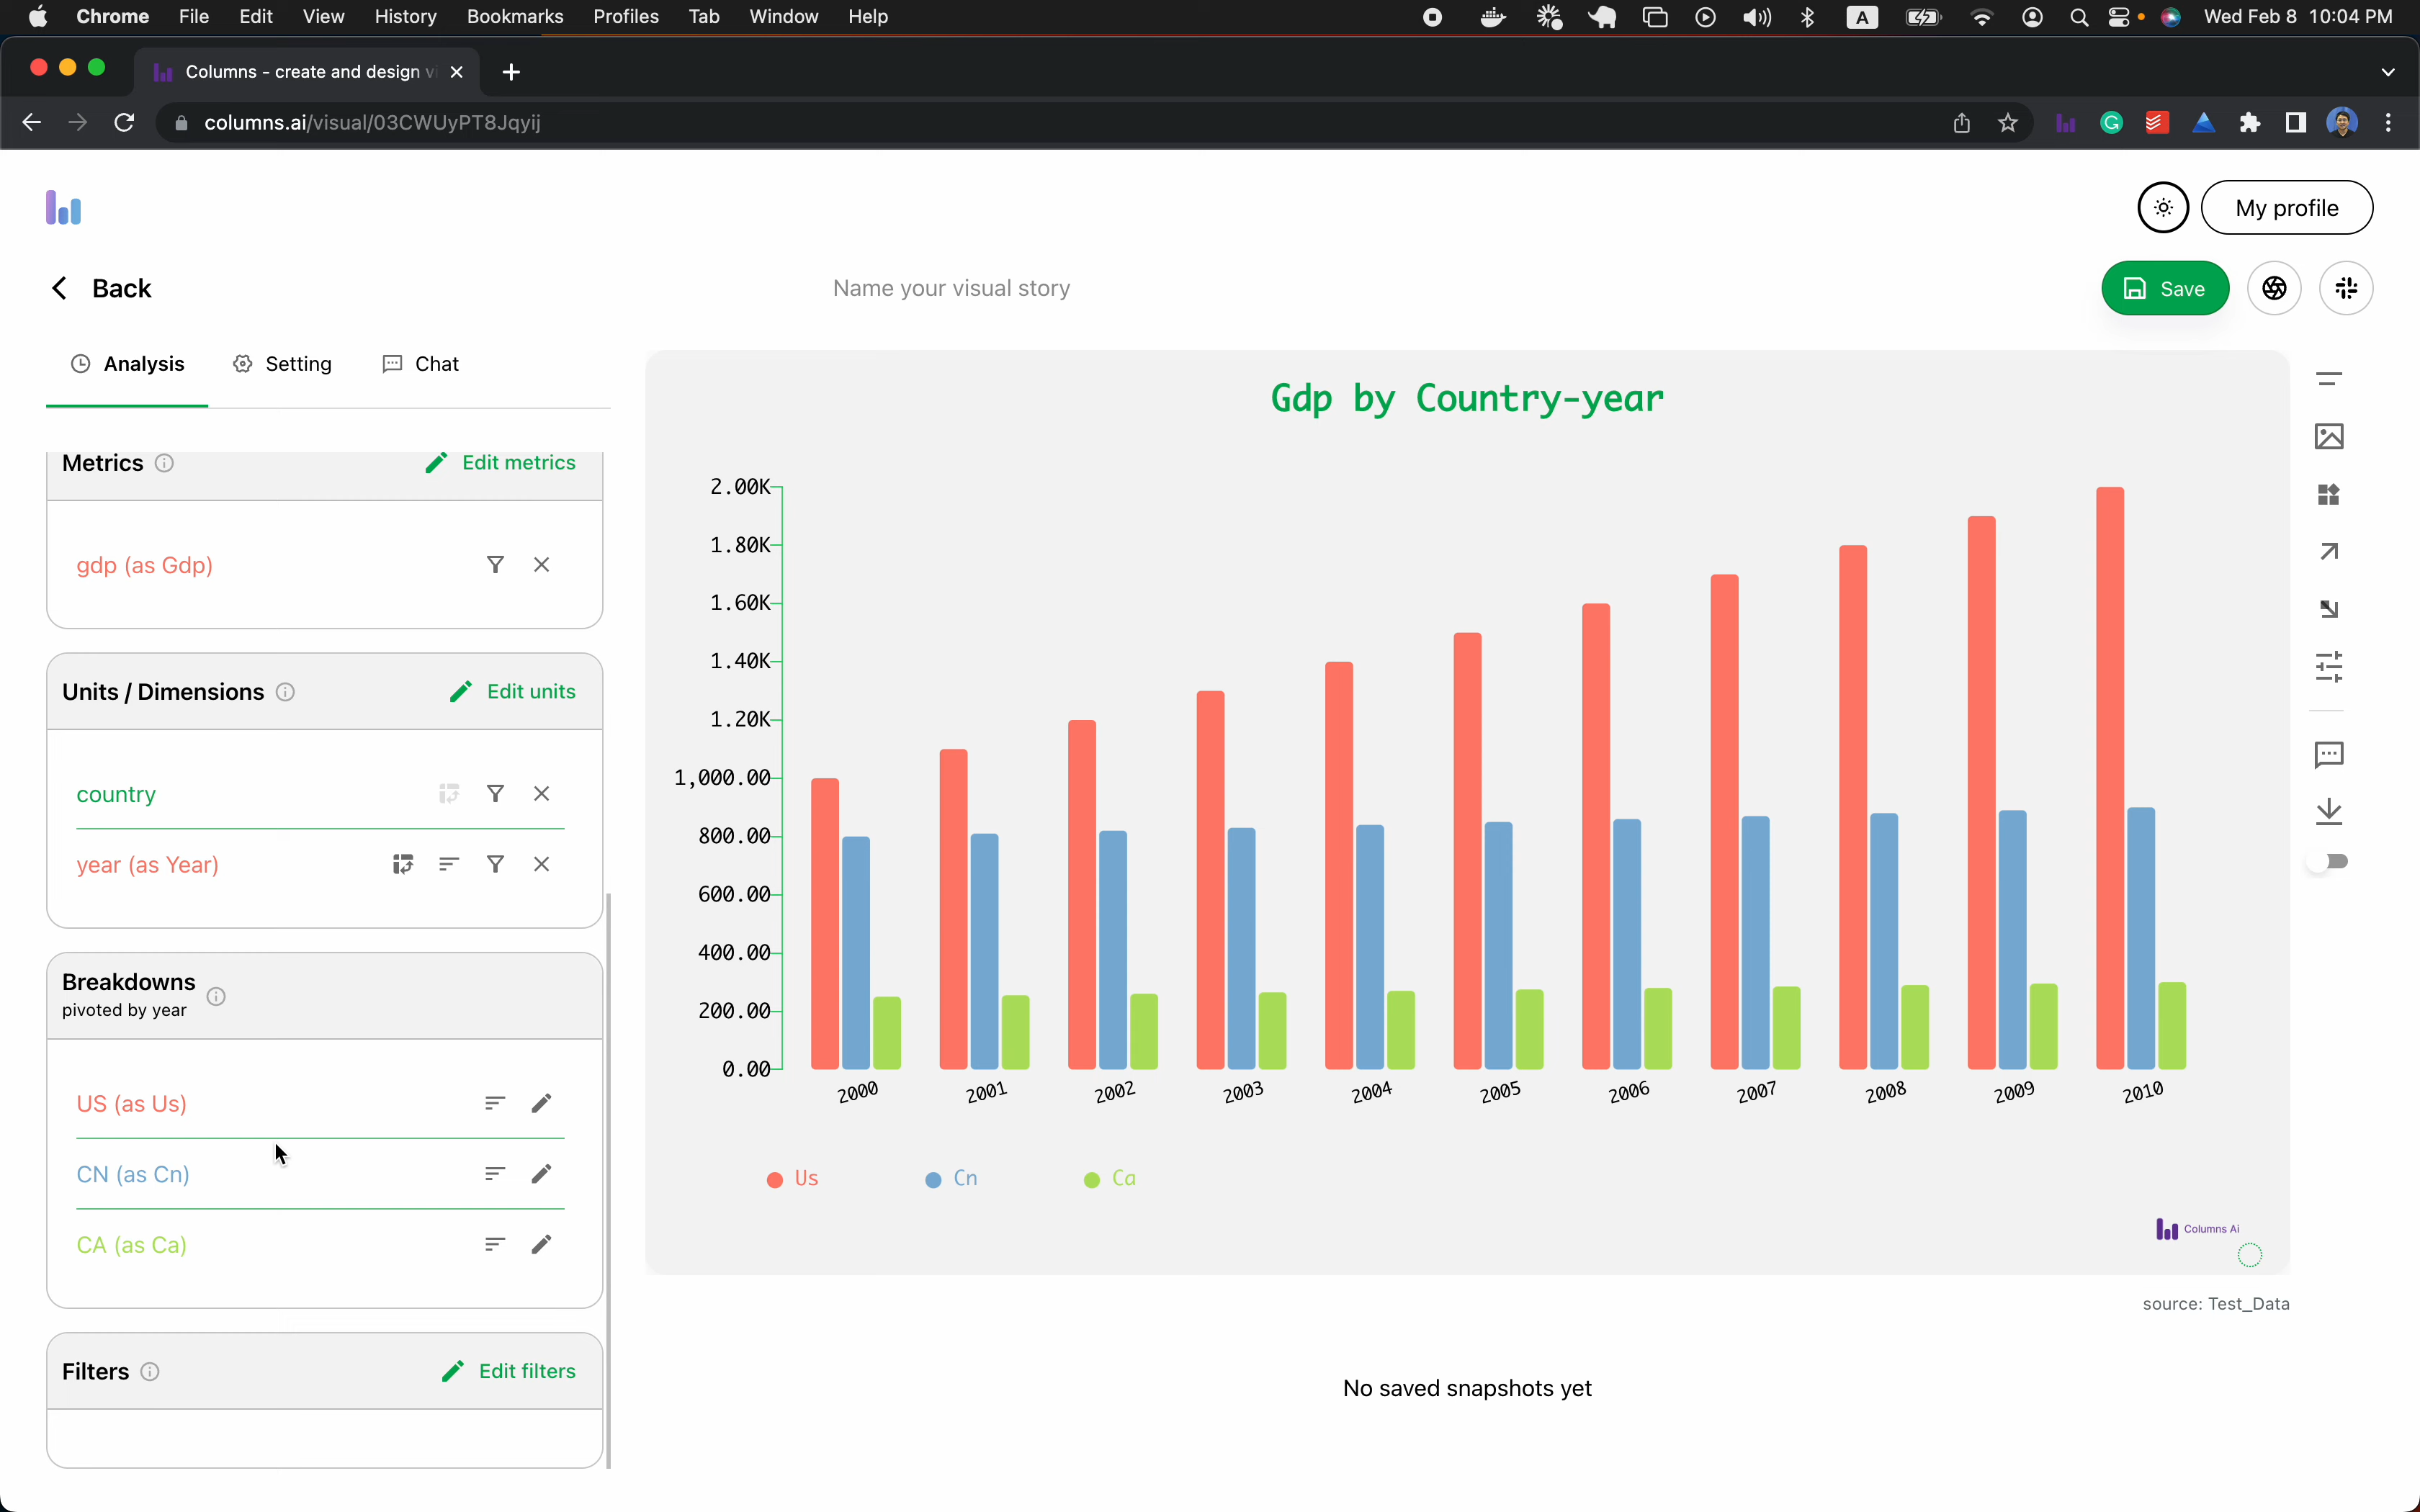 Chrome File Edit View History Bookmarks Profiles Tab Window Help A Wed Feb 8 10:04 PM
Columns - create and design vi
columns.ai/visual/03CWUyPT8Jqyij
My profile
Back
Name your visual story
Save
Analysis Setting Chat
Metrics Edit metrics
gdp (as Gdp)
Units / Dimensions Edit units
country
year (as Year)
Breakdowns
pivoted by year
US (as Us)
CN (as Cn)
CA (as Ca)
Filters Edit filters
Gdp by Country-year
2.00K
1.80K
1.60K
1.40K
1.20K
1,000.00
800.00
600.00
400.00
200.00
0.00
2000 2001 2002 2003 2004 2005 2006 2007 2008 2009 2010
Us Cn Ca
Columns Ai
source: Test_Data
No saved snapshots yet